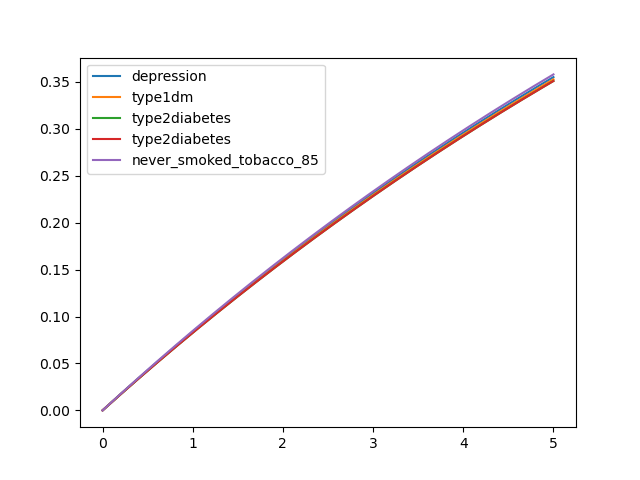 depression
type1dm
type2diabetes
type2diabetes
never_smoked_tobacco_85
0.35
0.30
0.25
0.20
0.15
0.10
0.05
0.00
0 1 2 3 4 5